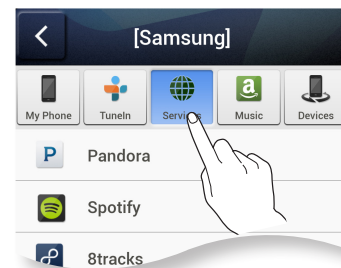 [Samsung]
My Phone TuneIn Services Music Devices
Pandora
Spotify
8tracks